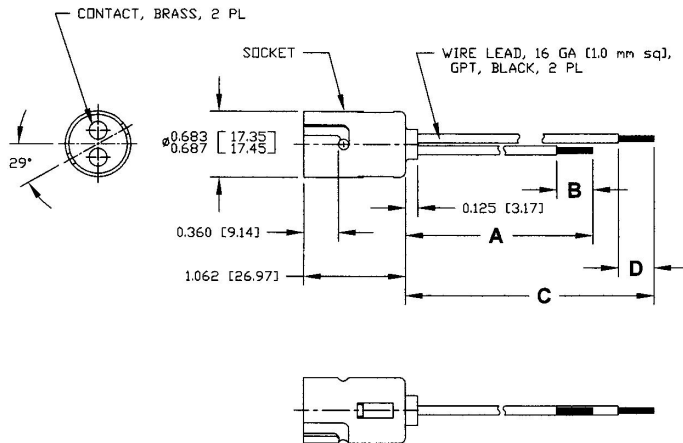 CONTACT, BRASS, 2 PL
SOCKET
WIRE LEAD, 16 GA [1.0 mm sq],
GPT, BLACK, 2 PL
29°
ø0.683 [ 17.35 ]
0.687 [ 17.45 ]
0.125 [3.17]
B
0.360 [9.14]
A
1.062 [26.97]
D
C